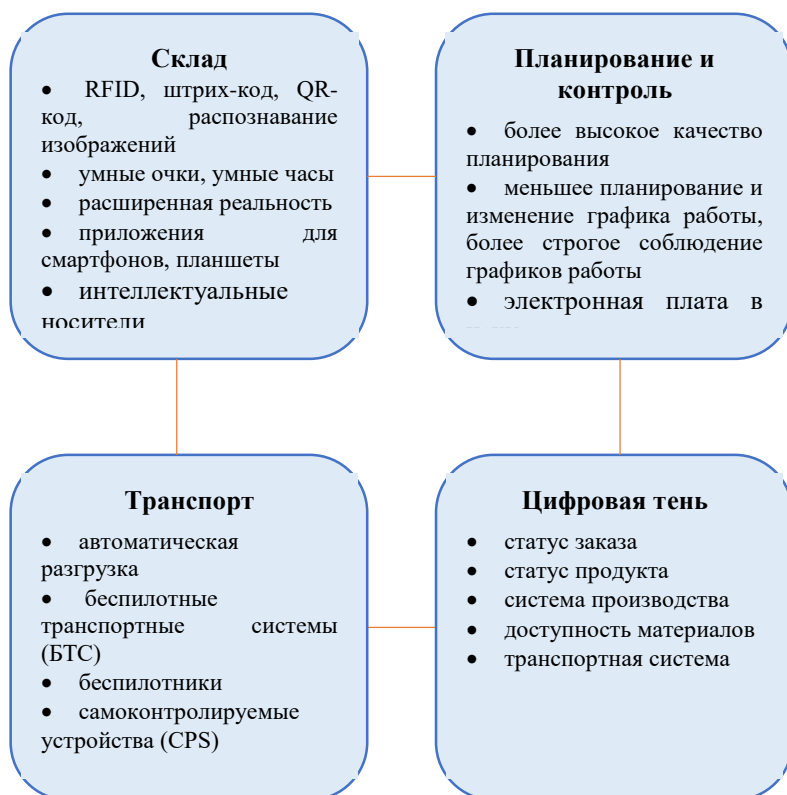 Склад
• RFID, штрих-код, QR-
код, распознавание
изображений
• умные очки, умные часы
• расширенная реальность
• приложения для
смартфонов, планшеты
• интеллектуальные
носители
Планирование и
контроль
• более высокое качество
планирования
• меньшее планирование и
изменение графика работы,
более строгое соблюдение
графиков работы
• электронная плата в
Транспорт
• автоматическая
разгрузка
• беспилотные
транспортные системы
(БТС)
• беспилотники
• самоконтролируемые
устройства (CPS)
Цифровая тень
• статус заказа
• статус продукта
• система производства
• доступность материалов
• транспортная система